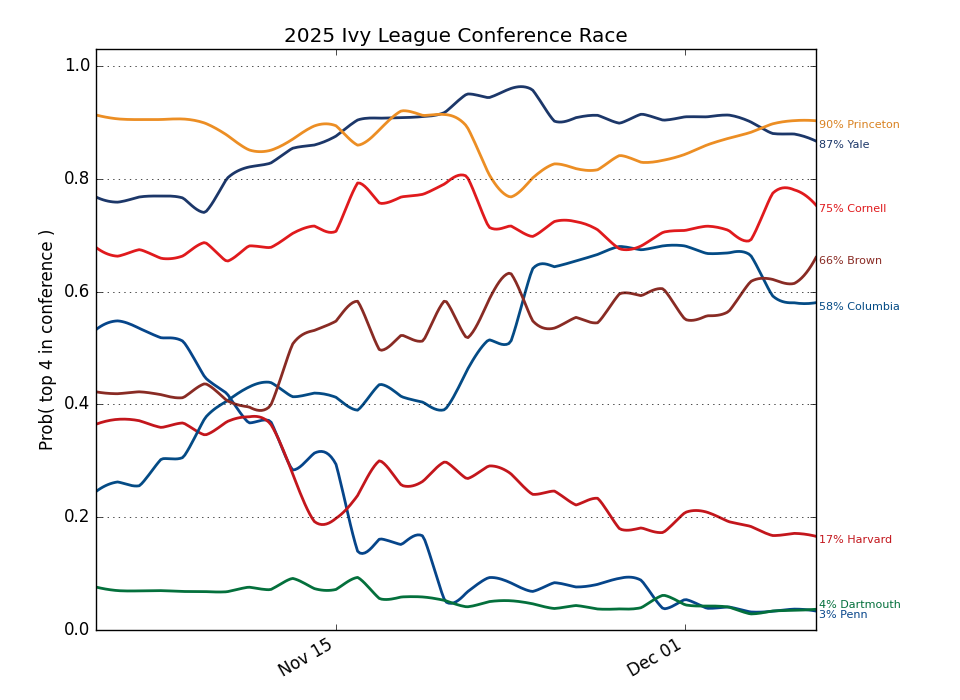 2025 Ivy League Conference Race
Prob( top 4 in conference )
1.0
0.8
0.6
0.4
0.2
0.0
Nov 15
Dec 01
90% Princeton
87% Yale
75% Cornell
66% Brown
58% Columbia
17% Harvard
4% Dartmouth
3% Penn